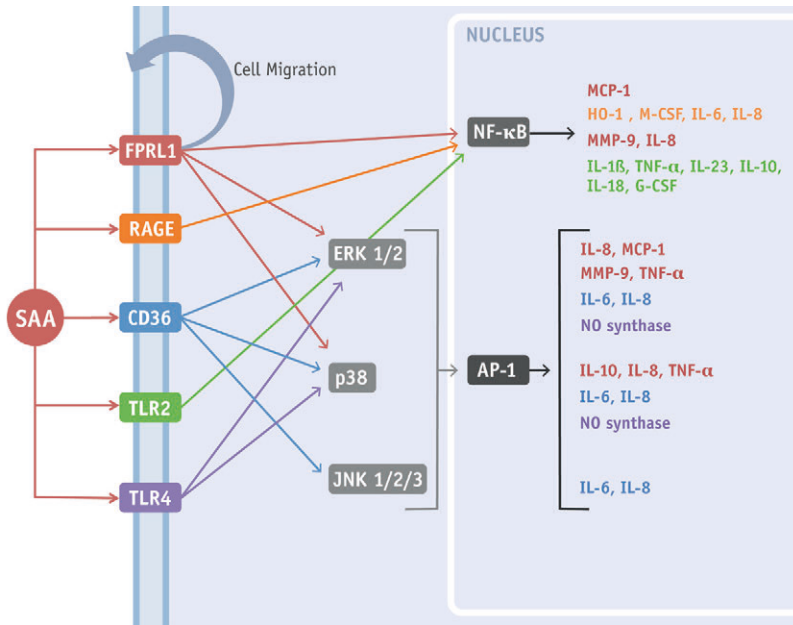 NUCLEUS
Cell Migration
SAA
FPRL1
RAGE
CD36
TLR2
TLR4
ERK 1/2
p38
JNK 1/2/3
NF-κB
MCP-1
HO-1 , M-CSF, IL-6, IL-8
MMP-9, IL-8
IL-1ß, TNF-α, IL-23, IL-10,
IL-18, G-CSF
AP-1
IL-8, MCP-1
MMP-9, TNF-α
IL-6, IL-8
NO synthase
IL-10, IL-8, TNF-α
IL-6, IL-8
NO synthase
IL-6, IL-8